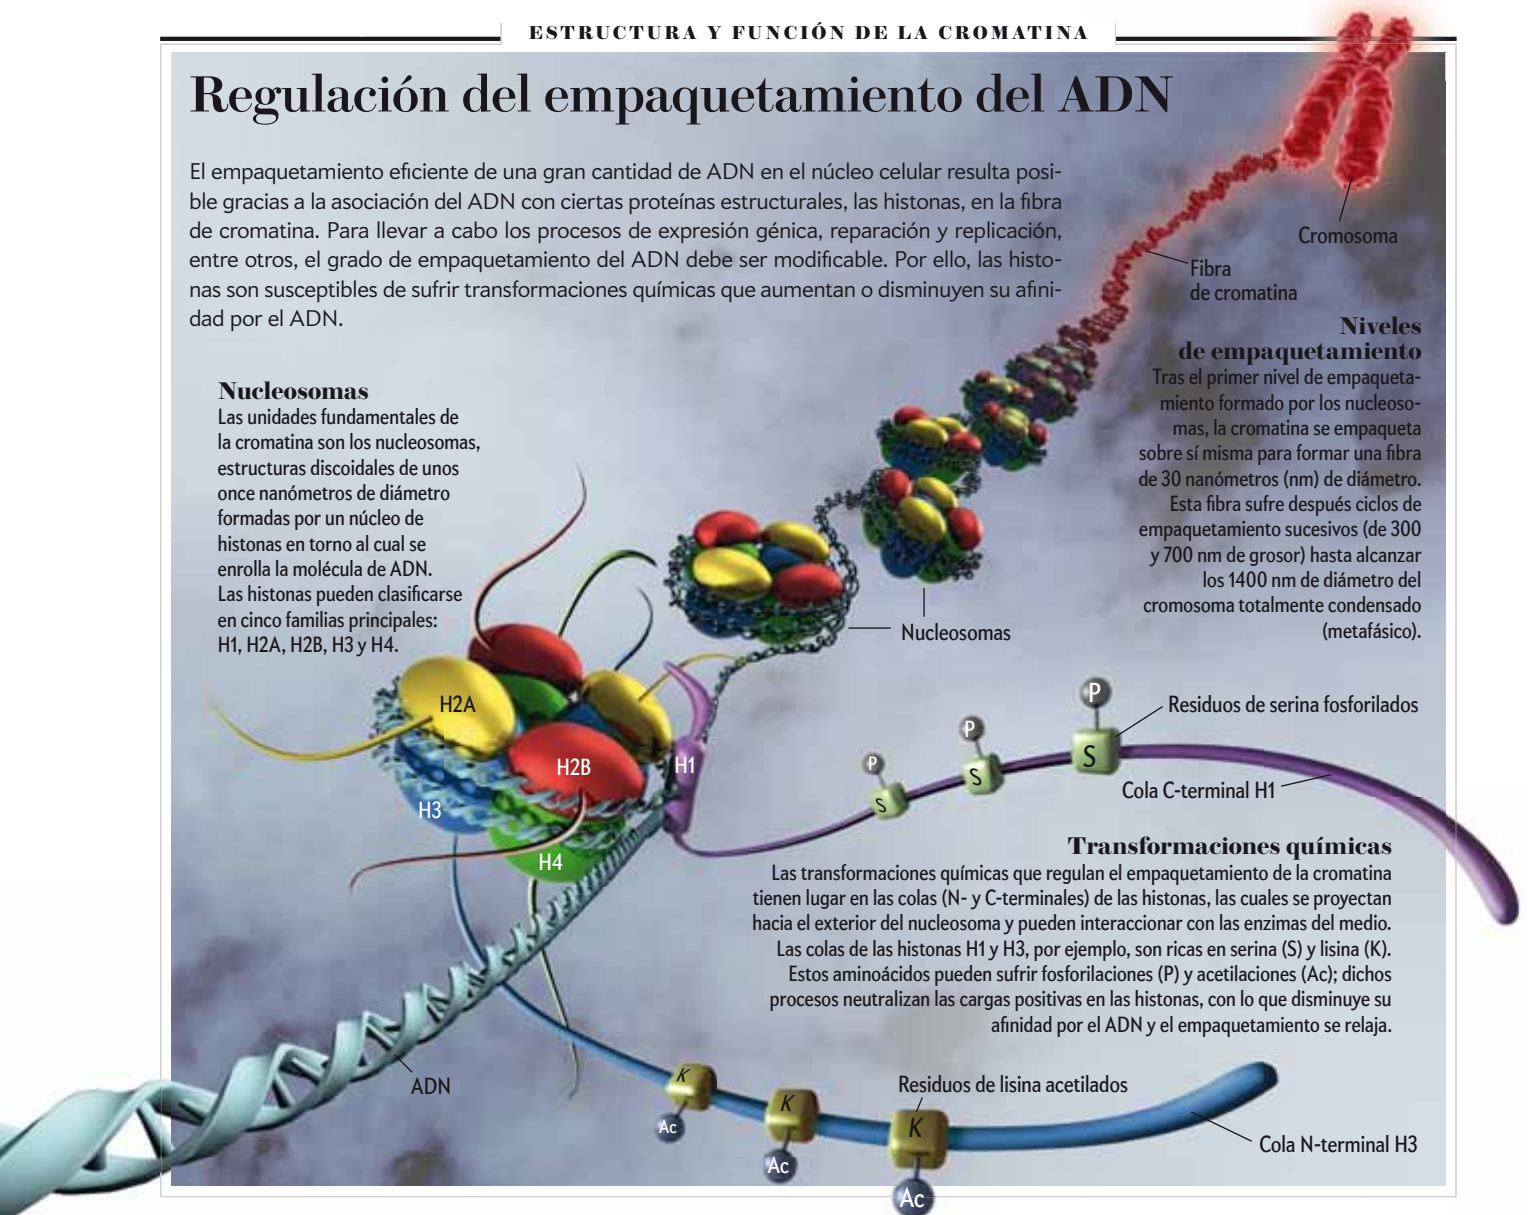 ESTRUCTURA Y FUNCIÓN DE LA CROMATINA
Regulación del empaquetamiento del ADN
El empaquetamiento eficiente de una gran cantidad de ADN en el núcleo celular resulta posi-
ble gracias a la asociación del ADN con ciertas proteínas estructurales, las histonas, en la fibra
de cromatina. Para llevar a cabo los procesos de expresión génica, reparación y replicación,
entre otros, el grado de empaquetamiento del ADN debe ser modificable. Por ello, las histo-
nas son susceptibles de sufrir transformaciones químicas que aumentan o disminuyen su afini-
dad por el ADN.
Cromosoma
Fibra
de cromatina
Niveles
de empaquetamiento
Tras el primer nivel de empaqueta-
miento formado por los nucleoso-
mas, la cromatina se empaqueta
sobre sí misma para formar una fibra
de 30 nanómetros (nm) de diámetro.
Esta fibra sufre después ciclos de
empaquetamiento sucesivos (de 300
y 700 nm de grosor) hasta alcanzar
los 1400 nm de diámetro del
cromosoma totalmente condensado
(metafásico).
Nucleosomas
Las unidades fundamentales de
la cromatina son los nucleosomas,
estructuras discoidales de unos
once nanómetros de diámetro
formadas por un núcleo de
histonas en torno al cual se
enrolla la molécula de ADN.
Las histonas pueden clasificarse
en cinco familias principales:
H1, H2A, H2B, H3 y H4.
Nucleosomas
H2A
H2B
H1
H3
H4
P
P
P
S
S
S
Residuos de serina fosforilados
Cola C-terminal H1
Transformaciones químicas
Las transformaciones químicas que regulan el empaquetamiento de la cromatina
tienen lugar en las colas (N- y C-terminales) de las histonas, las cuales se proyectan
hacia el exterior del nucleosoma y pueden interaccionar con las enzimas del medio.
Las colas de las histonas H1 y H3, por ejemplo, son ricas en serina (S) y lisina (K).
Estos aminoácidos pueden sufrir fosforilaciones (P) y acetilaciones (Ac); dichos
procesos neutralizan las cargas positivas en las histonas, con lo que disminuye su
afinidad por el ADN y el empaquetamiento se relaja.
ADN
K
K
K
Ac
Ac
Ac
Residuos de lisina acetilados
Cola N-terminal H3